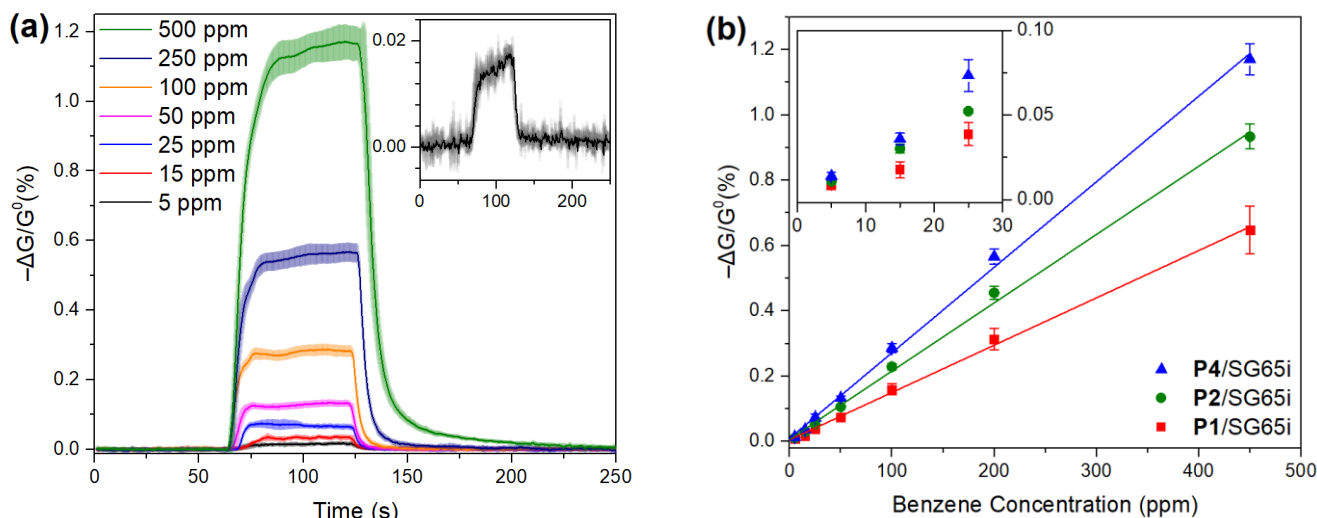 (a)
500 ppm
250 ppm
100 ppm
50 ppm
25 ppm
15 ppm
5 ppm
−ΔG/G⁰(%)
1.2
1.0
0.8
0.6
0.4
0.2
0.0
0 50 100 150 200 250
Time (s)
0.02
0.00
0 100 200
(b)
−ΔG/G⁰(%)
1.2
1.0
0.8
0.6
0.4
0.2
0.0
0 100 200 300 400 500
Benzene Concentration (ppm)
0.10
0.05
0.00
0 10 20 30
P4/SG65i
P2/SG65i
P1/SG65i